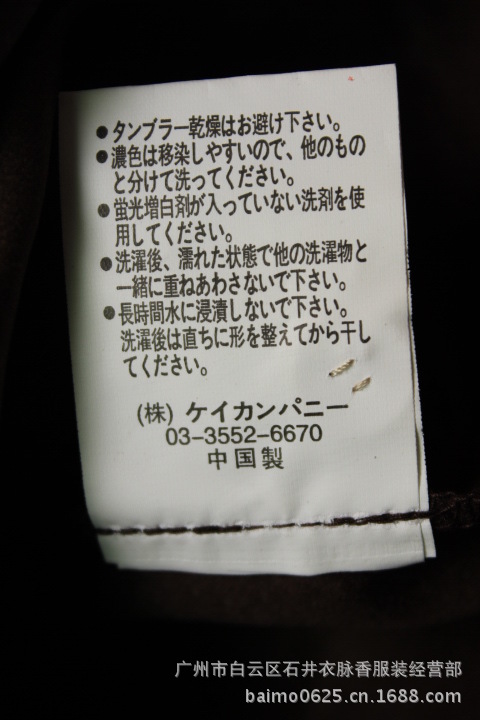 ●タンブラー乾燥はお避け下さい。
●濃色は移染しやすいので、他のもの
と分けて洗ってください。
●蛍光増白剤が入っていない洗剤を使
用してください。
●洗濯後、濡れた状態で他の洗濯物と
一緒に重ねあわさないで下さい。
●長時間水に浸漬しないで下さい。
洗濯後は直ちに形を整えてから干し
てください。
(株) ケイカンパニー
03-3552-6670
中国製
广州市白云区石井衣脉香服装经营部
baimo0625.cn.1688.com